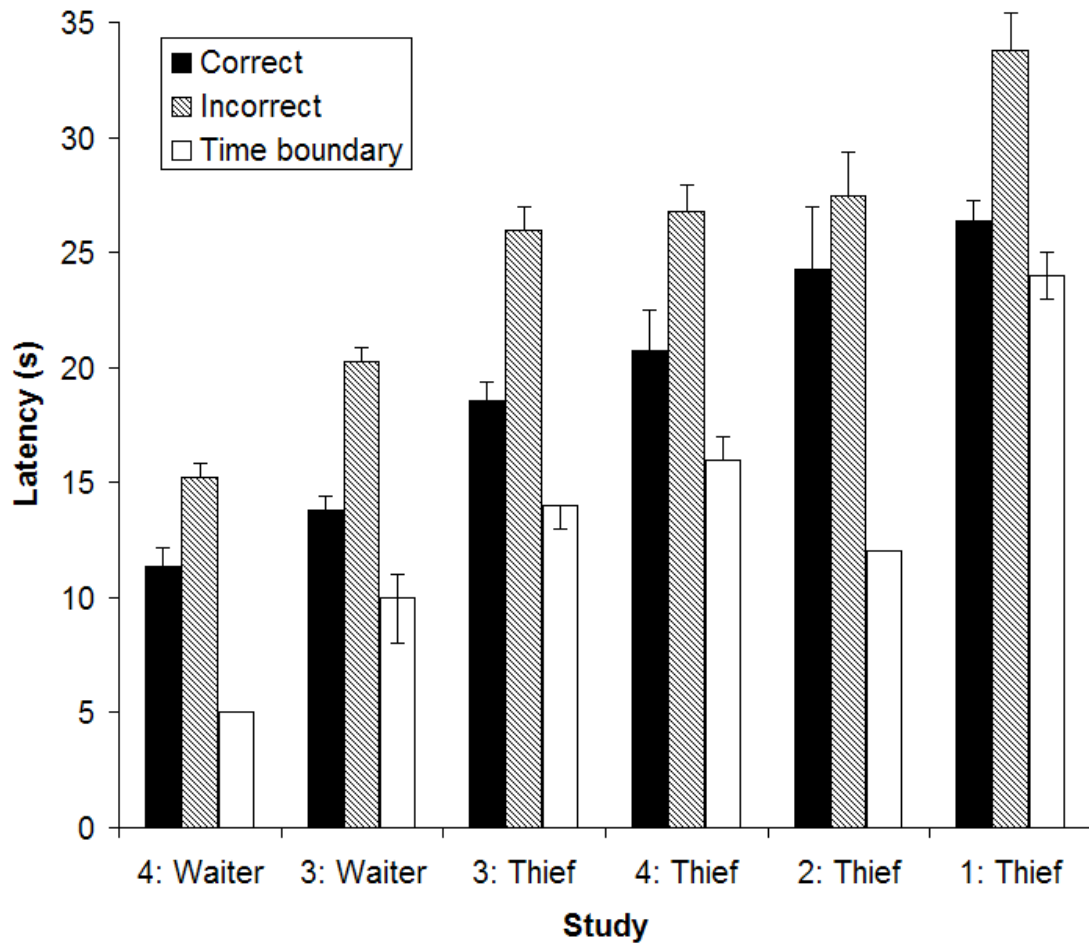 35
30
25
20
15
10
5
0
Latency (s)
Correct
Incorrect
Time boundary
4: Waiter 3: Waiter 3: Thief 4: Thief 2: Thief 1: Thief
Study